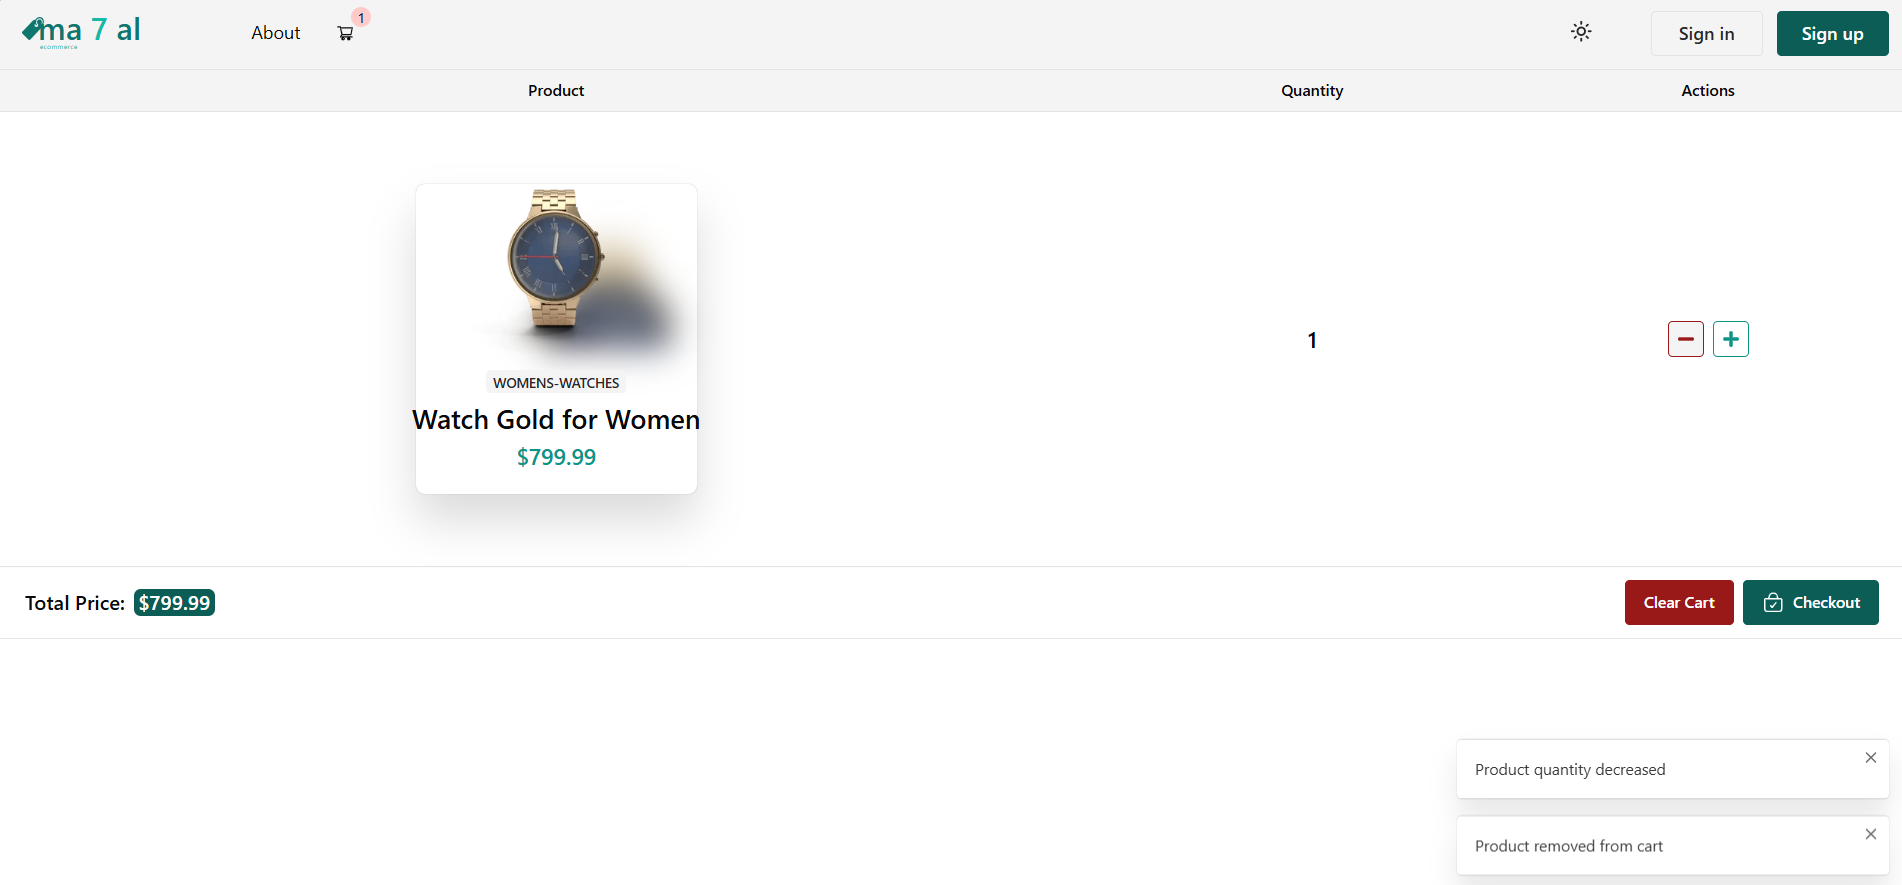 ma 7 al
ecommerce
About
1
Sign in
Sign up
Product
Quantity
Actions
WOMENS-WATCHES
Watch Gold for Women
$799.99
1
Total Price: $799.99
Clear Cart
Checkout
Product quantity decreased
Product removed from cart